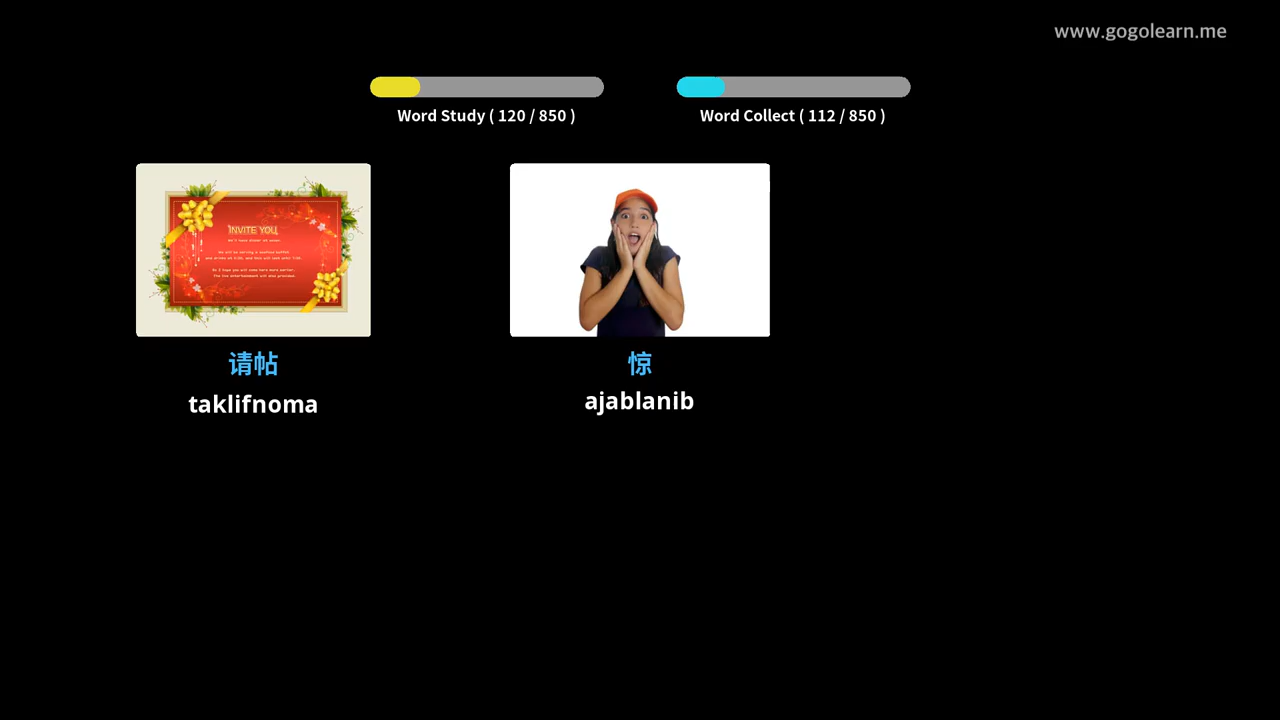 www.gogolearn.me
Word Study ( 120 / 850 )
Word Collect ( 112 / 850 )
INVITE YOU
请帖
惊
taklifnoma
ajablanib